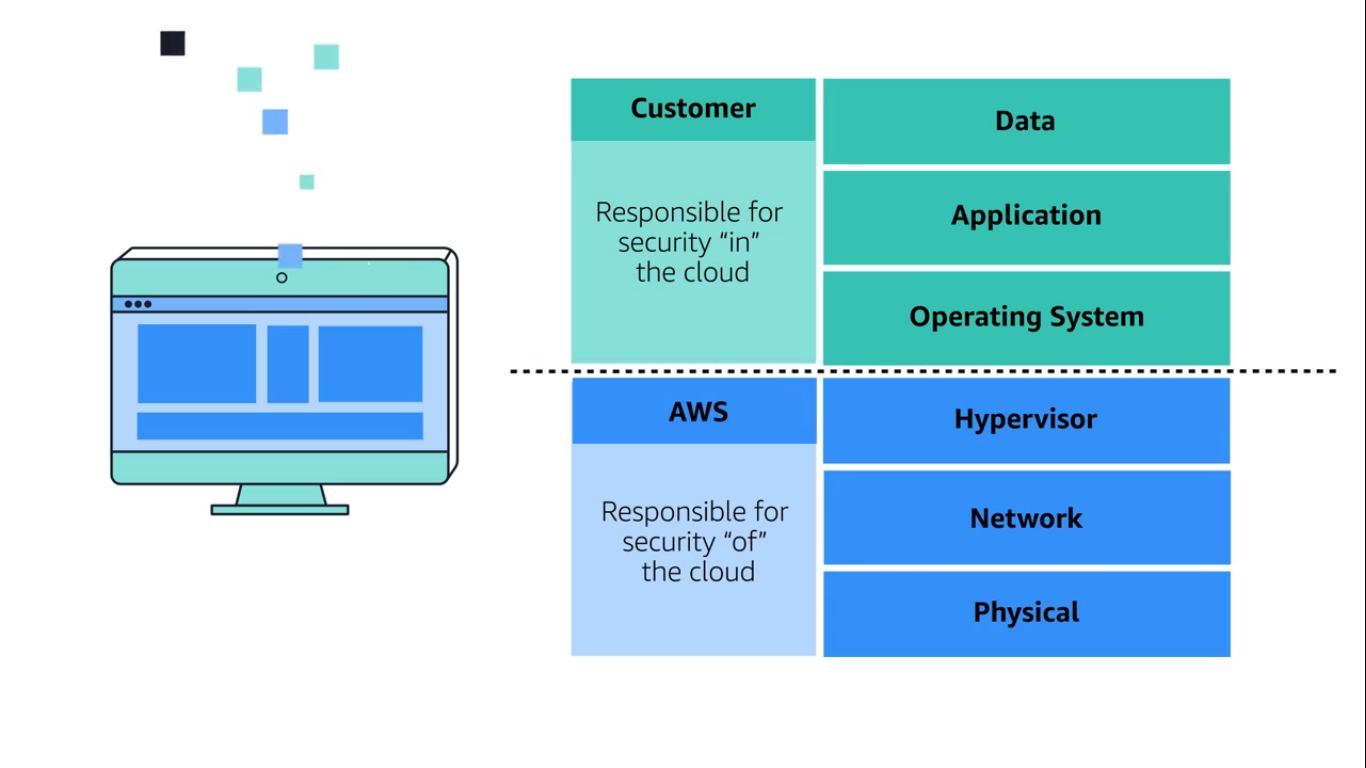 Customer
Responsible for
security “in”
the cloud
Data
Application
Operating System
AWS
Responsible for
security “of”
the cloud
Hypervisor
Network
Physical